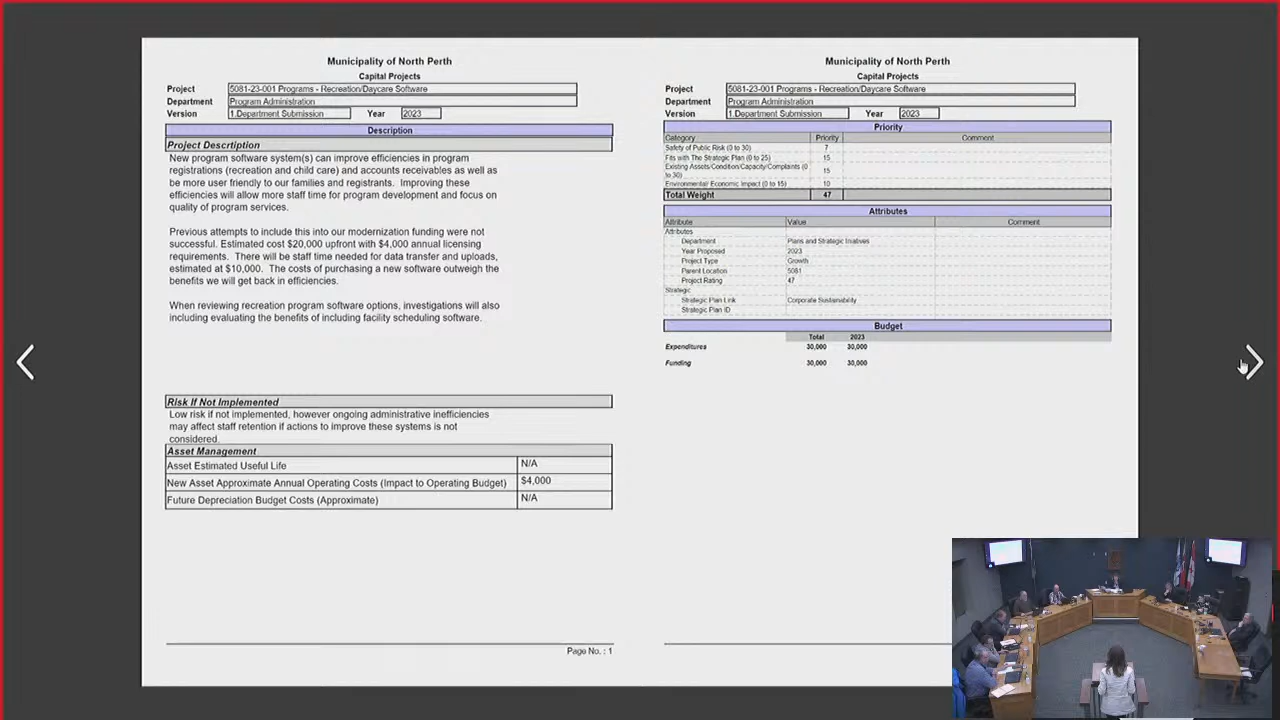 Municipality of North Perth
Capital Projects
Project 5081-23-001 Programs - Recreation/Daycare Software
Department Program Administration
Version 1.Department Submission Year 2023
Description
Project Description
New program software system(s) can improve efficiencies in program
registrations (recreation and child care) and accounts receivables as well as
be more user friendly to our families and registrants. Improving these
efficiencies will allow more staff time for program development and focus on
quality of program services.
Previous attempts to include this into our modernization funding were not
successful. Estimated cost $20,000 upfront with $4,000 annual licensing
requirements. There will be staff time needed for data transfer and uploads,
estimated at $10,000. The costs of purchasing a new software outweigh the
benefits we will get back in efficiencies.
When reviewing recreation program software options, investigations will also
including evaluating the benefits of including facility scheduling software.
Risk If Not Implemented
Low risk if not implemented, however ongoing administrative inefficiencies
may affect staff retention if actions to improve these systems is not
considered.
Asset Management
Asset Estimated Useful Life N/A
New Asset Approximate Annual Operating Costs (Impact to Operating Budget) $4,000
Future Depreciation Budget Costs (Approximate) N/A
Page No. : 1
Municipality of North Perth
Capital Projects
Project 5081-23-001 Programs - Recreation/Daycare Software
Department Program Administration
Version 1.Department Submission Year 2023
Priority
Category Priority Comment
Safety of Public Risk (0 to 30) 7
Fits with The Strategic Plan (0 to 25) 15
Existing Assets/Condition/Capacity/Complaints (0
to 30) 15
Environmental/ Economic Impact (0 to 15) 10
Total Weight 47
Attributes
Attribute Value Comment
Attributes
Department Plans and Strategic Iniatives
Year Proposed 2023
Project Type Growth
Parent Location 5081
Project Rating 47
Strategic
Strategic Plan Link Corporate Sustainability
Strategic Plan ID
Budget
Total 2023
Expenditures 30,000 30,000
Funding 30,000 30,000